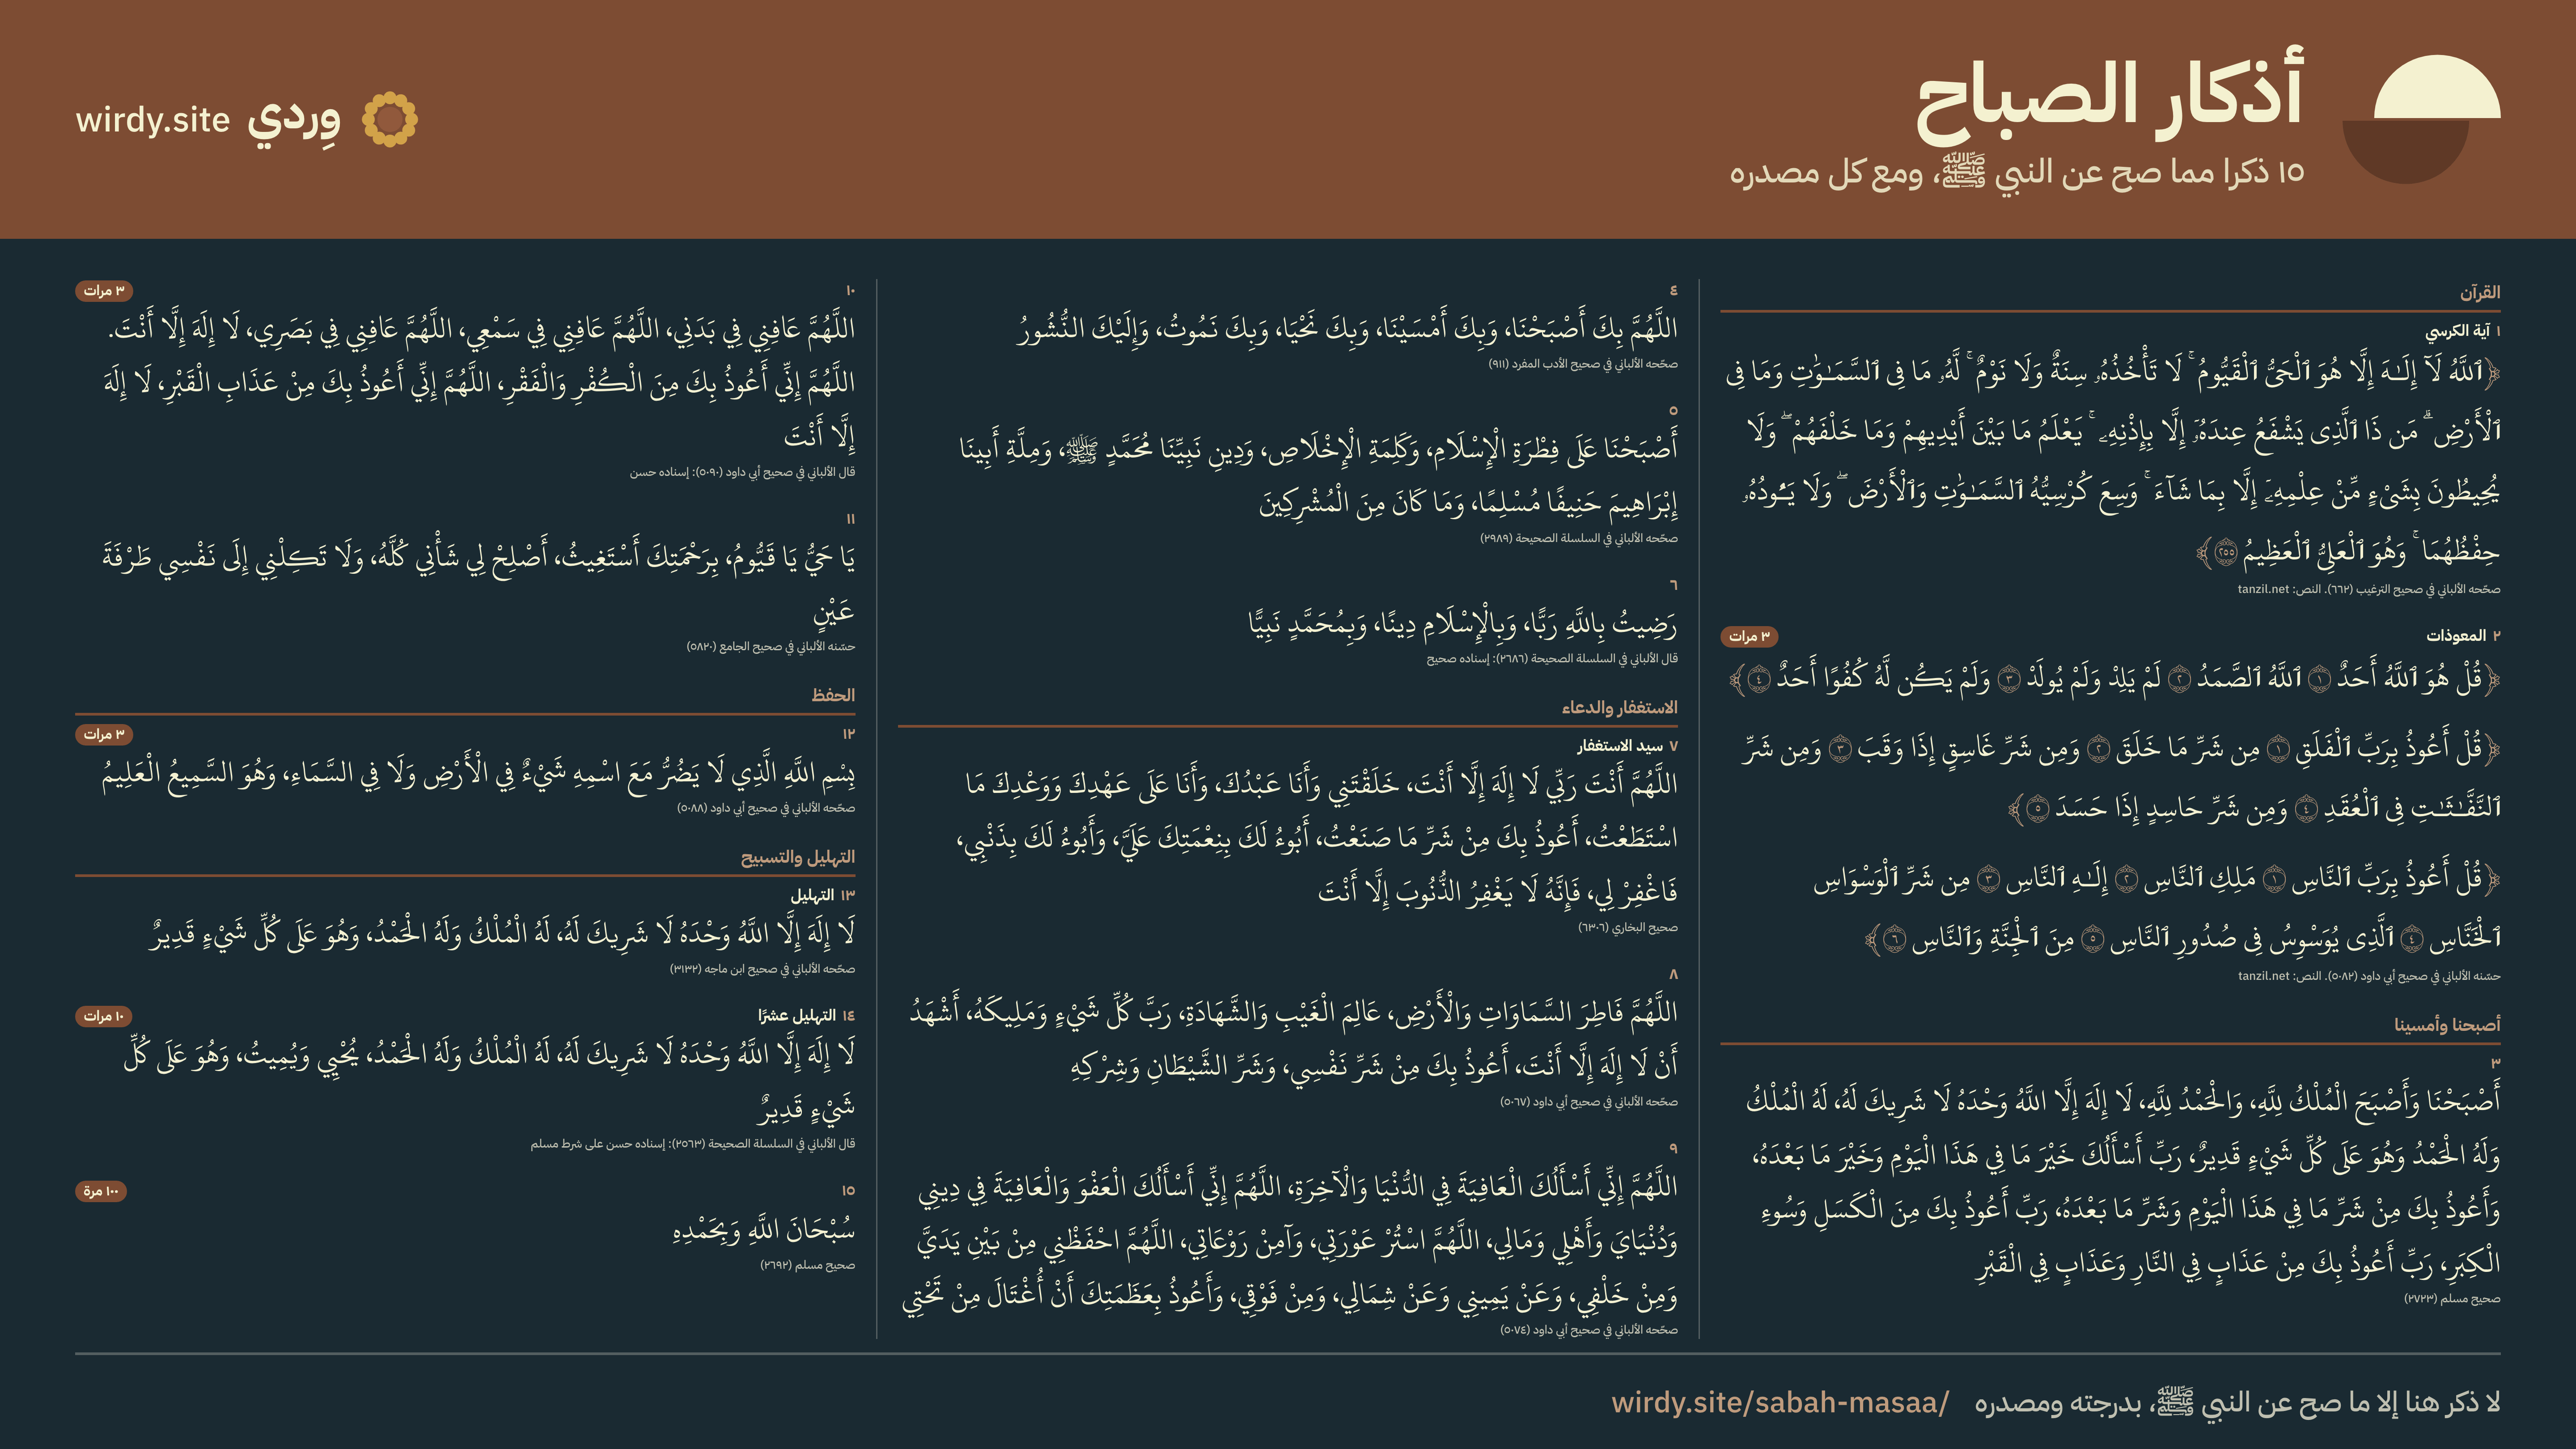 أذكار الصباح
١٥ ذكرا مما صح عن النبي ﷺ، ومع كل مصدره
وِردي wirdy.site
القرآن
١ آية الكرسي
﴿ٱللَّهُ لَآ إِلَـٰهَ إِلَّا هُوَ ٱلْحَىُّ ٱلْقَيُّومُ ۚ لَا تَأْخُذُهُۥ سِنَةٌ وَلَا نَوْمٌ ۚ لَّهُۥ مَا فِى ٱلسَّمَـٰوَٰتِ وَمَا فِى
ٱلْأَرْضِ ۗ مَن ذَا ٱلَّذِى يَشْفَعُ عِندَهُۥٓ إِلَّا بِإِذْنِهِۦ ۚ يَعْلَمُ مَا بَيْنَ أَيْدِيهِمْ وَمَا خَلْفَهُمْ ۖ وَلَا
يُحِيطُونَ بِشَىْءٍ مِّنْ عِلْمِهِۦٓ إِلَّا بِمَا شَآءَ ۚ وَسِعَ كُرْسِيُّهُ ٱلسَّمَـٰوَٰتِ وَٱلْأَرْضَ ۖ وَلَا يَـُٔودُهُۥ
حِفْظُهُمَا ۚ وَهُوَ ٱلْعَلِىُّ ٱلْعَظِيمُ ۝٢٥٥﴾
صحّحه الألباني في صحيح الترغيب (٦٦٢). النص: tanzil.net
٢ المعوذات
٣ مرات
﴿قُلْ هُوَ ٱللَّهُ أَحَدٌ ۝١ ٱللَّهُ ٱلصَّمَدُ ۝٢ لَمْ يَلِدْ وَلَمْ يُولَدْ ۝٣ وَلَمْ يَكُن لَّهُۥ كُفُوًا أَحَدٌ ۝٤﴾
﴿قُلْ أَعُوذُ بِرَبِّ ٱلْفَلَقِ ۝١ مِن شَرِّ مَا خَلَقَ ۝٢ وَمِن شَرِّ غَاسِقٍ إِذَا وَقَبَ ۝٣ وَمِن شَرِّ
ٱلنَّفَّـٰثَـٰتِ فِى ٱلْعُقَدِ ۝٤ وَمِن شَرِّ حَاسِدٍ إِذَا حَسَدَ ۝٥﴾
﴿قُلْ أَعُوذُ بِرَبِّ ٱلنَّاسِ ۝١ مَلِكِ ٱلنَّاسِ ۝٢ إِلَـٰهِ ٱلنَّاسِ ۝٣ مِن شَرِّ ٱلْوَسْوَاسِ
ٱلْخَنَّاسِ ۝٤ ٱلَّذِى يُوَسْوِسُ فِى صُدُورِ ٱلنَّاسِ ۝٥ مِنَ ٱلْجِنَّةِ وَٱلنَّاسِ ۝٦﴾
حسّنه الألباني في صحيح أبي داود (٥٠٨٢). النص: tanzil.net
أصبحنا وأمسينا
٣
أَصْبَحْنَا وَأَصْبَحَ الْمُلْكُ لِلَّهِ، وَالْحَمْدُ لِلَّهِ، لَا إِلَهَ إِلَّا اللَّهُ وَحْدَهُ لَا شَرِيكَ لَهُ، لَهُ الْمُلْكُ
وَلَهُ الْحَمْدُ وَهُوَ عَلَى كُلِّ شَيْءٍ قَدِيرٌ، رَبِّ أَسْأَلُكَ خَيْرَ مَا فِي هَذَا الْيَوْمِ وَخَيْرَ مَا بَعْدَهُ،
وَأَعُوذُ بِكَ مِنْ شَرِّ مَا فِي هَذَا الْيَوْمِ وَشَرِّ مَا بَعْدَهُ، رَبِّ أَعُوذُ بِكَ مِنَ الْكَسَلِ وَسُوءِ
الْكِبَرِ، رَبِّ أَعُوذُ بِكَ مِنْ عَذَابٍ فِي النَّارِ وَعَذَابٍ فِي الْقَبْرِ
صحيح مسلم (٢٧٢٣)
٤
اللَّهُمَّ بِكَ أَصْبَحْنَا، وَبِكَ أَمْسَيْنَا، وَبِكَ نَحْيَا، وَبِكَ نَمُوتُ، وَإِلَيْكَ النُّشُورُ
صحّحه الألباني في صحيح الأدب المفرد (٩١١)
٥
أَصْبَحْنَا عَلَى فِطْرَةِ الْإِسْلَامِ، وَكَلِمَةِ الْإِخْلَاصِ، وَدِينِ نَبِيِّنَا مُحَمَّدٍ ﷺ، وَمِلَّةِ أَبِينَا
إِبْرَاهِيمَ حَنِيفًا مُسْلِمًا، وَمَا كَانَ مِنَ الْمُشْرِكِينَ
صحّحه الألباني في السلسلة الصحيحة (٢٩٨٩)
٦
رَضِيتُ بِاللَّهِ رَبًّا، وَبِالْإِسْلَامِ دِينًا، وَبِمُحَمَّدٍ نَبِيًّا
قال الألباني في السلسلة الصحيحة (٢٦٨٦): إسناده صحيح
الاستغفار والدعاء
٧ سيد الاستغفار
اللَّهُمَّ أَنْتَ رَبِّي لَا إِلَهَ إِلَّا أَنْتَ، خَلَقْتَنِي وَأَنَا عَبْدُكَ، وَأَنَا عَلَى عَهْدِكَ وَوَعْدِكَ مَا
اسْتَطَعْتُ، أَعُوذُ بِكَ مِنْ شَرِّ مَا صَنَعْتُ، أَبُوءُ لَكَ بِنِعْمَتِكَ عَلَيَّ، وَأَبُوءُ لَكَ بِذَنْبِي،
فَاغْفِرْ لِي، فَإِنَّهُ لَا يَغْفِرُ الذُّنُوبَ إِلَّا أَنْتَ
صحيح البخاري (٦٣٠٦)
٨
اللَّهُمَّ فَاطِرَ السَّمَاوَاتِ وَالْأَرْضِ، عَالِمَ الْغَيْبِ وَالشَّهَادَةِ، رَبَّ كُلِّ شَيْءٍ وَمَلِيكَهُ، أَشْهَدُ
أَنْ لَا إِلَهَ إِلَّا أَنْتَ، أَعُوذُ بِكَ مِنْ شَرِّ نَفْسِي، وَشَرِّ الشَّيْطَانِ وَشِرْكِهِ
صحّحه الألباني في صحيح أبي داود (٥٠٦٧)
٩
اللَّهُمَّ إِنِّي أَسْأَلُكَ الْعَافِيَةَ فِي الدُّنْيَا وَالْآخِرَةِ، اللَّهُمَّ إِنِّي أَسْأَلُكَ الْعَفْوَ وَالْعَافِيَةَ فِي دِينِي
وَدُنْيَايَ وَأَهْلِي وَمَالِي، اللَّهُمَّ اسْتُرْ عَوْرَتِي، وَآمِنْ رَوْعَاتِي، اللَّهُمَّ احْفَظْنِي مِنْ بَيْنِ يَدَيَّ
وَمِنْ خَلْفِي، وَعَنْ يَمِينِي وَعَنْ شِمَالِي، وَمِنْ فَوْقِي، وَأَعُوذُ بِعَظَمَتِكَ أَنْ أُغْتَالَ مِنْ تَحْتِي
صحّحه الألباني في صحيح أبي داود (٥٠٧٤)
١٠
٣ مرات
اللَّهُمَّ عَافِنِي فِي بَدَنِي، اللَّهُمَّ عَافِنِي فِي سَمْعِي، اللَّهُمَّ عَافِنِي فِي بَصَرِي، لَا إِلَهَ إِلَّا أَنْتَ.
اللَّهُمَّ إِنِّي أَعُوذُ بِكَ مِنَ الْكُفْرِ وَالْفَقْرِ، اللَّهُمَّ إِنِّي أَعُوذُ بِكَ مِنْ عَذَابِ الْقَبْرِ، لَا إِلَهَ
إِلَّا أَنْتَ
قال الألباني في صحيح أبي داود (٥٠٩٠): إسناده حسن
١١
يَا حَيُّ يَا قَيُّومُ، بِرَحْمَتِكَ أَسْتَغِيثُ، أَصْلِحْ لِي شَأْنِي كُلَّهُ، وَلَا تَكِلْنِي إِلَى نَفْسِي طَرْفَةَ
عَيْنٍ
حسّنه الألباني في صحيح الجامع (٥٨٢٠)
الحفظ
١٢
٣ مرات
بِسْمِ اللَّهِ الَّذِي لَا يَضُرُّ مَعَ اسْمِهِ شَيْءٌ فِي الْأَرْضِ وَلَا فِي السَّمَاءِ، وَهُوَ السَّمِيعُ الْعَلِيمُ
صحّحه الألباني في صحيح أبي داود (٥٠٨٨)
التهليل والتسبيح
١٣ التهليل
لَا إِلَهَ إِلَّا اللَّهُ وَحْدَهُ لَا شَرِيكَ لَهُ، لَهُ الْمُلْكُ وَلَهُ الْحَمْدُ، وَهُوَ عَلَى كُلِّ شَيْءٍ قَدِيرٌ
صحّحه الألباني في صحيح ابن ماجه (٣١٣٢)
١٤ التهليل عشرًا
١٠ مرات
لَا إِلَهَ إِلَّا اللَّهُ وَحْدَهُ لَا شَرِيكَ لَهُ، لَهُ الْمُلْكُ وَلَهُ الْحَمْدُ، يُحْيِي وَيُمِيتُ، وَهُوَ عَلَى كُلِّ
شَيْءٍ قَدِيرٌ
قال الألباني في السلسلة الصحيحة (٢٥٦٣): إسناده حسن على شرط مسلم
١٥
١٠٠ مرة
سُبْحَانَ اللَّهِ وَبِحَمْدِهِ
صحيح مسلم (٢٦٩٢)
لا ذكر هنا إلا ما صح عن النبي ﷺ، بدرجته ومصدره wirdy.site/sabah-masaa/